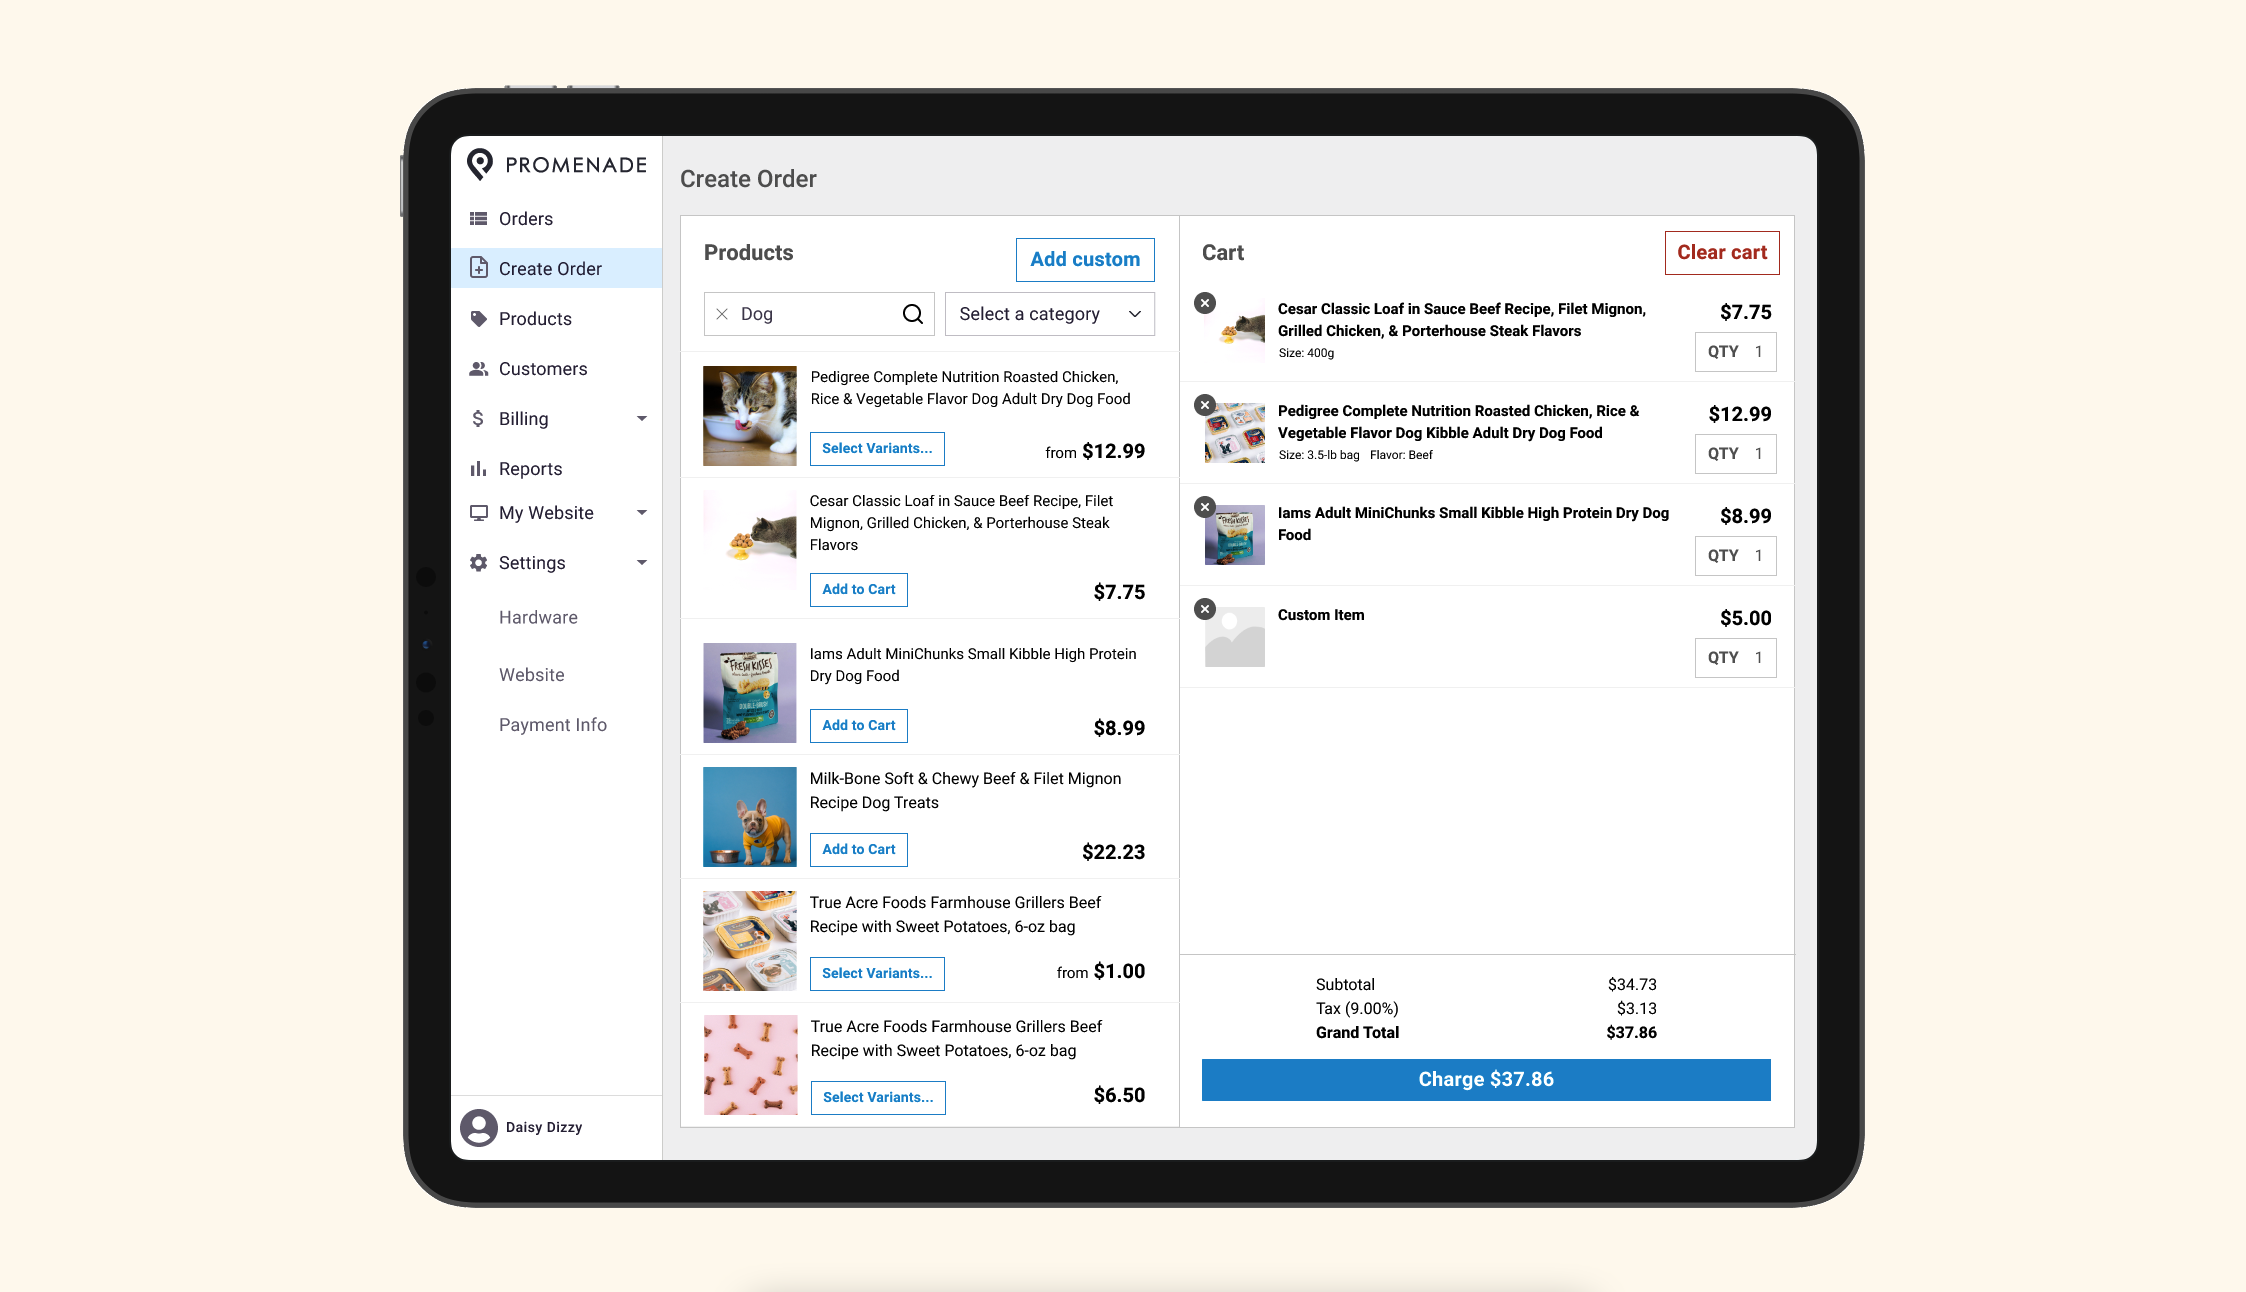 PROMENADE
Orders
Create Order
Products
Customers
Billing
Reports
My Website
Settings
Hardware
Website
Payment Info
Daisy Dizzy
Create Order
Products
Add custom
Dog
Select a category
Pedigree Complete Nutrition Roasted Chicken,
Rice & Vegetable Flavor Dog Adult Dry Dog Food
Select Variants...
from $12.99
Cesar Classic Loaf in Sauce Beef Recipe, Filet
Mignon, Grilled Chicken, & Porterhouse Steak
Flavors
Add to Cart
$7.75
FRESH KISSES
Iams Adult MiniChunks Small Kibble High Protein
Dry Dog Food
Add to Cart
$8.99
Milk-Bone Soft & Chewy Beef & Filet Mignon
Recipe Dog Treats
Add to Cart
$22.23
True Acre Foods Farmhouse Grillers Beef
Recipe with Sweet Potatoes, 6-oz bag
Select Variants...
from $1.00
True Acre Foods Farmhouse Grillers Beef
Recipe with Sweet Potatoes, 6-oz bag
Select Variants...
$6.50
Cart
Clear cart
Cesar Classic Loaf in Sauce Beef Recipe, Filet Mignon,
Grilled Chicken, & Porterhouse Steak Flavors
Size: 400g
$7.75
QTY 1
Pedigree Complete Nutrition Roasted Chicken, Rice &
Vegetable Flavor Dog Kibble Adult Dry Dog Food
Size: 3.5-lb bag Flavor: Beef
$12.99
QTY 1
FRESH KISSES
Iams Adult MiniChunks Small Kibble High Protein Dry Dog
Food
$8.99
QTY 1
Custom Item
$5.00
QTY 1
Subtotal $34.73
Tax (9.00%) $3.13
Grand Total $37.86
Charge $37.86